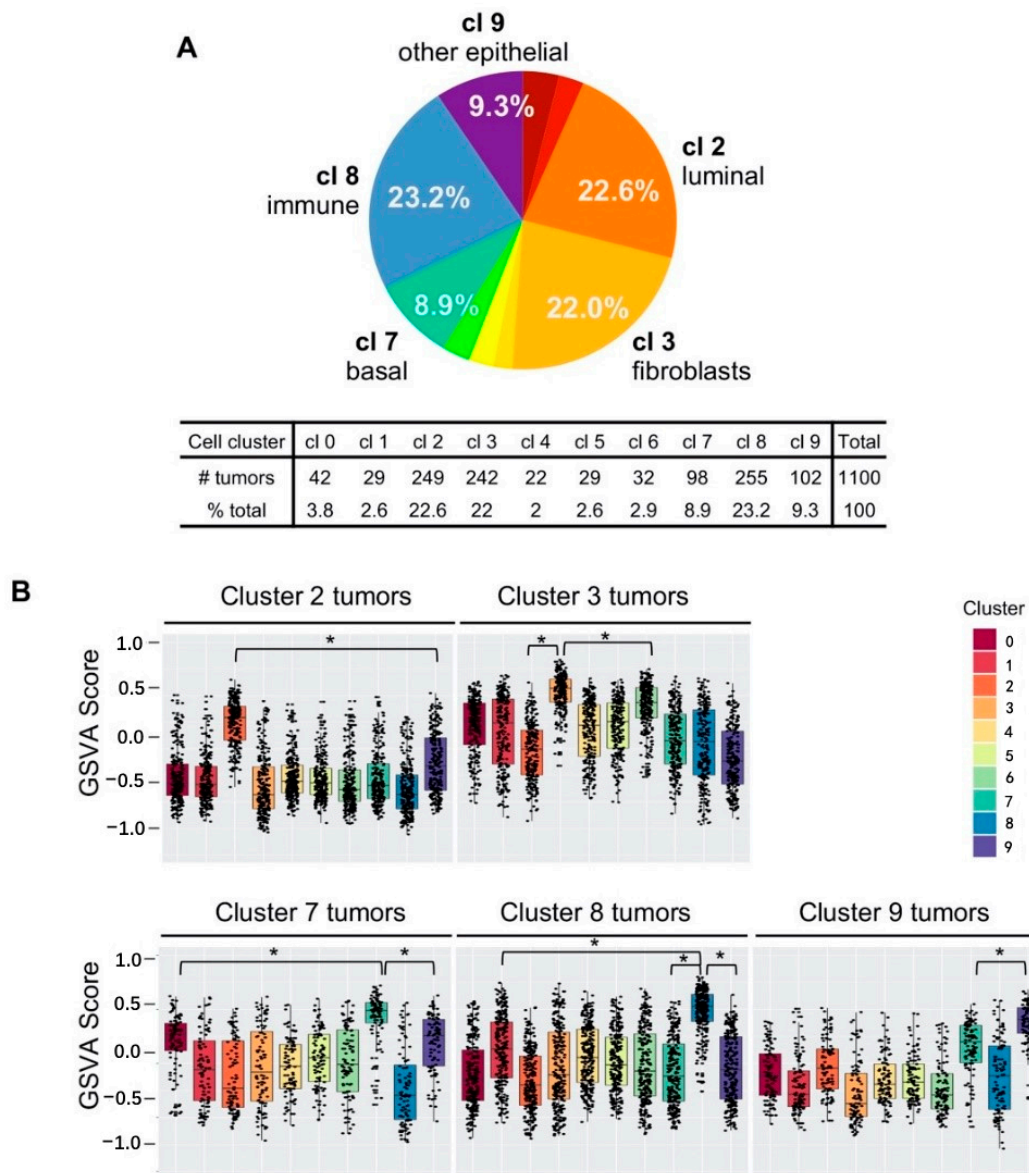 A
cl 9
other epithelial
9.3%
cl 2
luminal
22.6%
cl 8
immune
23.2%
22.0%
cl 3
fibroblasts
8.9%
cl 7
basal
Cell cluster cl 0 cl 1 cl 2 cl 3 cl 4 cl 5 cl 6 cl 7 cl 8 cl 9 Total
# tumors 42 29 249 242 22 29 32 98 255 102 1100
% total 3.8 2.6 22.6 22 2 2.6 2.9 8.9 23.2 9.3 100
B
Cluster 2 tumors Cluster 3 tumors
GSVA Score
1.0
0.5
0.0
−0.5
−1.0
*
* *
Cluster
0
1
2
3
4
5
6
7
8
9
Cluster 7 tumors Cluster 8 tumors Cluster 9 tumors
GSVA Score
1.0
0.5
0.0
−0.5
−1.0
* *
* * *
*